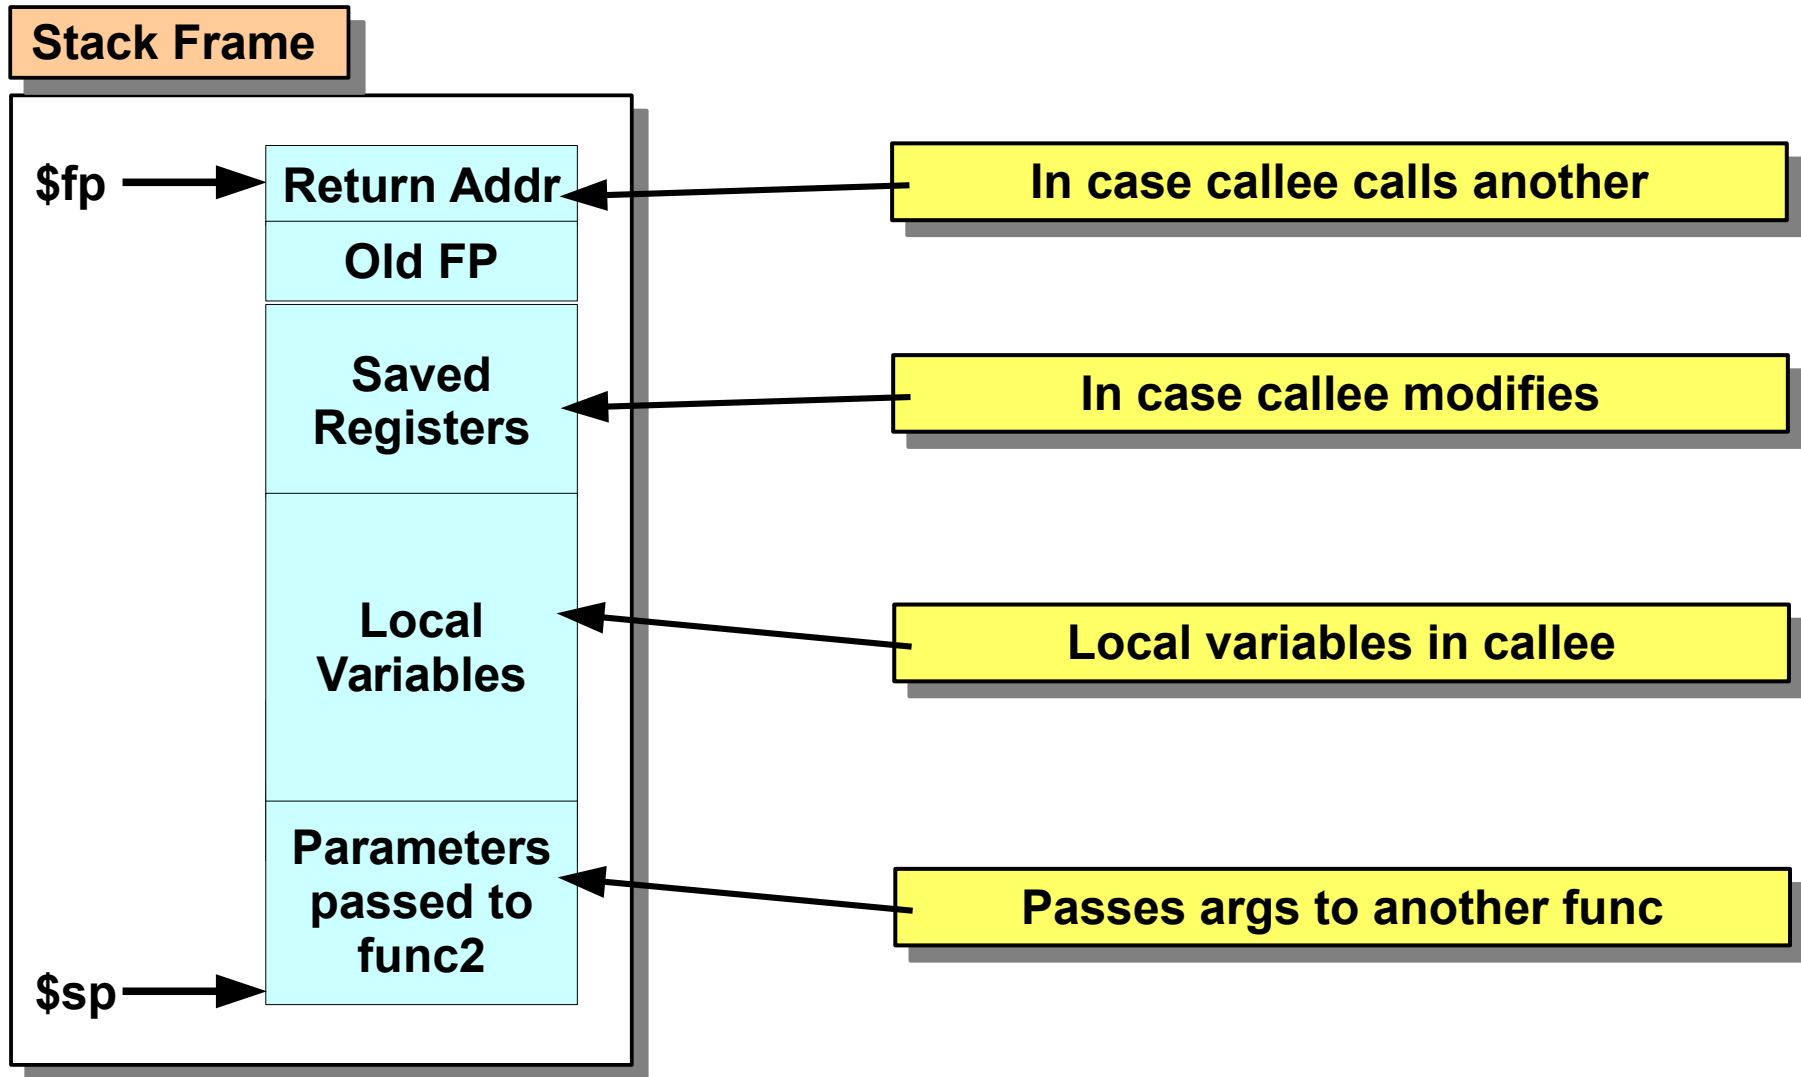 Stack Frame
$fp
Return Addr
In case callee calls another
Old FP
Saved
Registers
In case callee modifies
Local
Variables
Local variables in callee
Parameters
passed to
func2
Passes args to another func
$sp